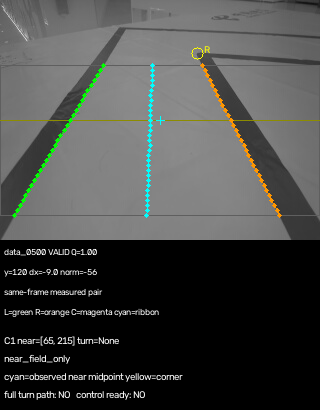 R
data_0500 VALID Q=1.00
y=120 dx=-9.0 norm=-56
same-frame measured pair
L=green R=orange C=magenta cyan=ribbon
C1 near=[65, 215] turn=None
near_field_only
cyan=observed near midpoint yellow=corner
full turn path: NO control ready: NO